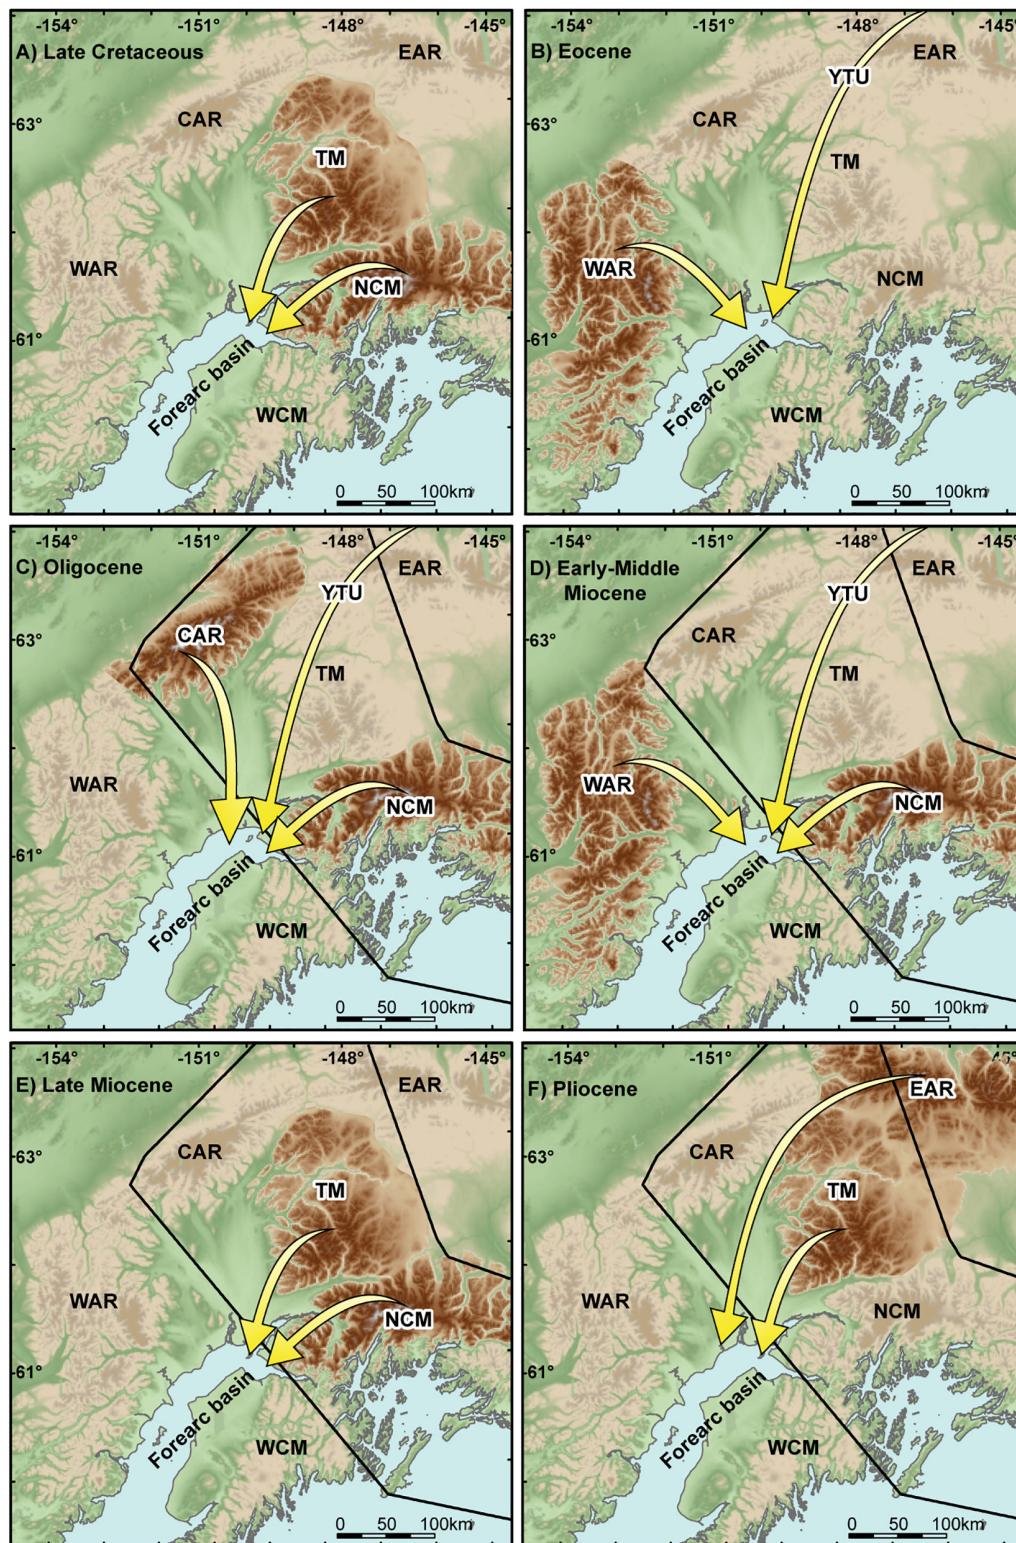 -154°
-151°
-148°
-145°
A) Late Cretaceous
EAR
CAR
63°
TM
WAR
NCM
61°
Forearc basin
WCM
0 50 100km
-154°
-151°
-148°
-145°
B) Eocene
EAR
YTU
CAR
63°
TM
WAR
NCM
61°
Forearc basin
WCM
0 50 100km
-154°
-151°
-148°
-145°
C) Oligocene
EAR
YTU
CAR
63°
TM
WAR
NCM
61°
Forearc basin
WCM
0 50 100km
-154°
-151°
-148°
-145°
D) Early-Middle
Miocene
EAR
YTU
CAR
63°
TM
WAR
NCM
61°
Forearc basin
WCM
0 50 100km
-154°
-151°
-148°
-145°
E) Late Miocene
EAR
CAR
63°
TM
WAR
NCM
61°
Forearc basin
WCM
0 50 100km
-154°
-151°
F) Pliocene
EAR
CAR
63°
TM
WAR
NCM
61°
Forearc basin
WCM
0 50 100km